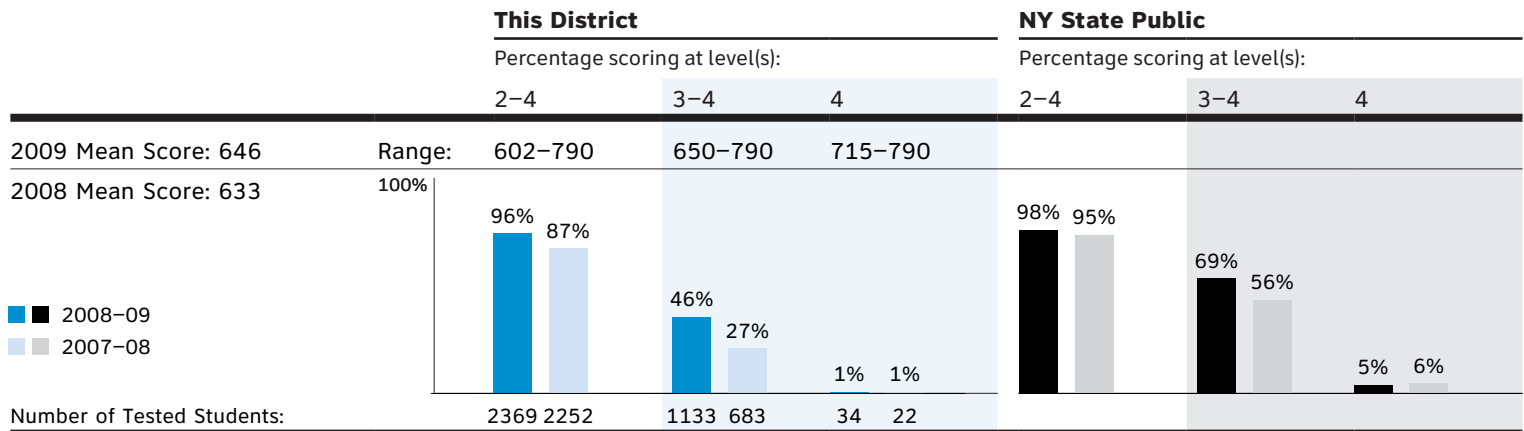 This District NY State Public
Percentage scoring at level(s): Percentage scoring at level(s):
2–4 3–4 4 2–4 3–4 4
2009 Mean Score: 646 Range: 602–790 650–790 715–790
2008 Mean Score: 633 100%
96% 87% 46% 27% 1% 1% 98% 95% 69% 56% 5% 6%
2008–09
2007–08
Number of Tested Students: 2369 2252 1133 683 34 22